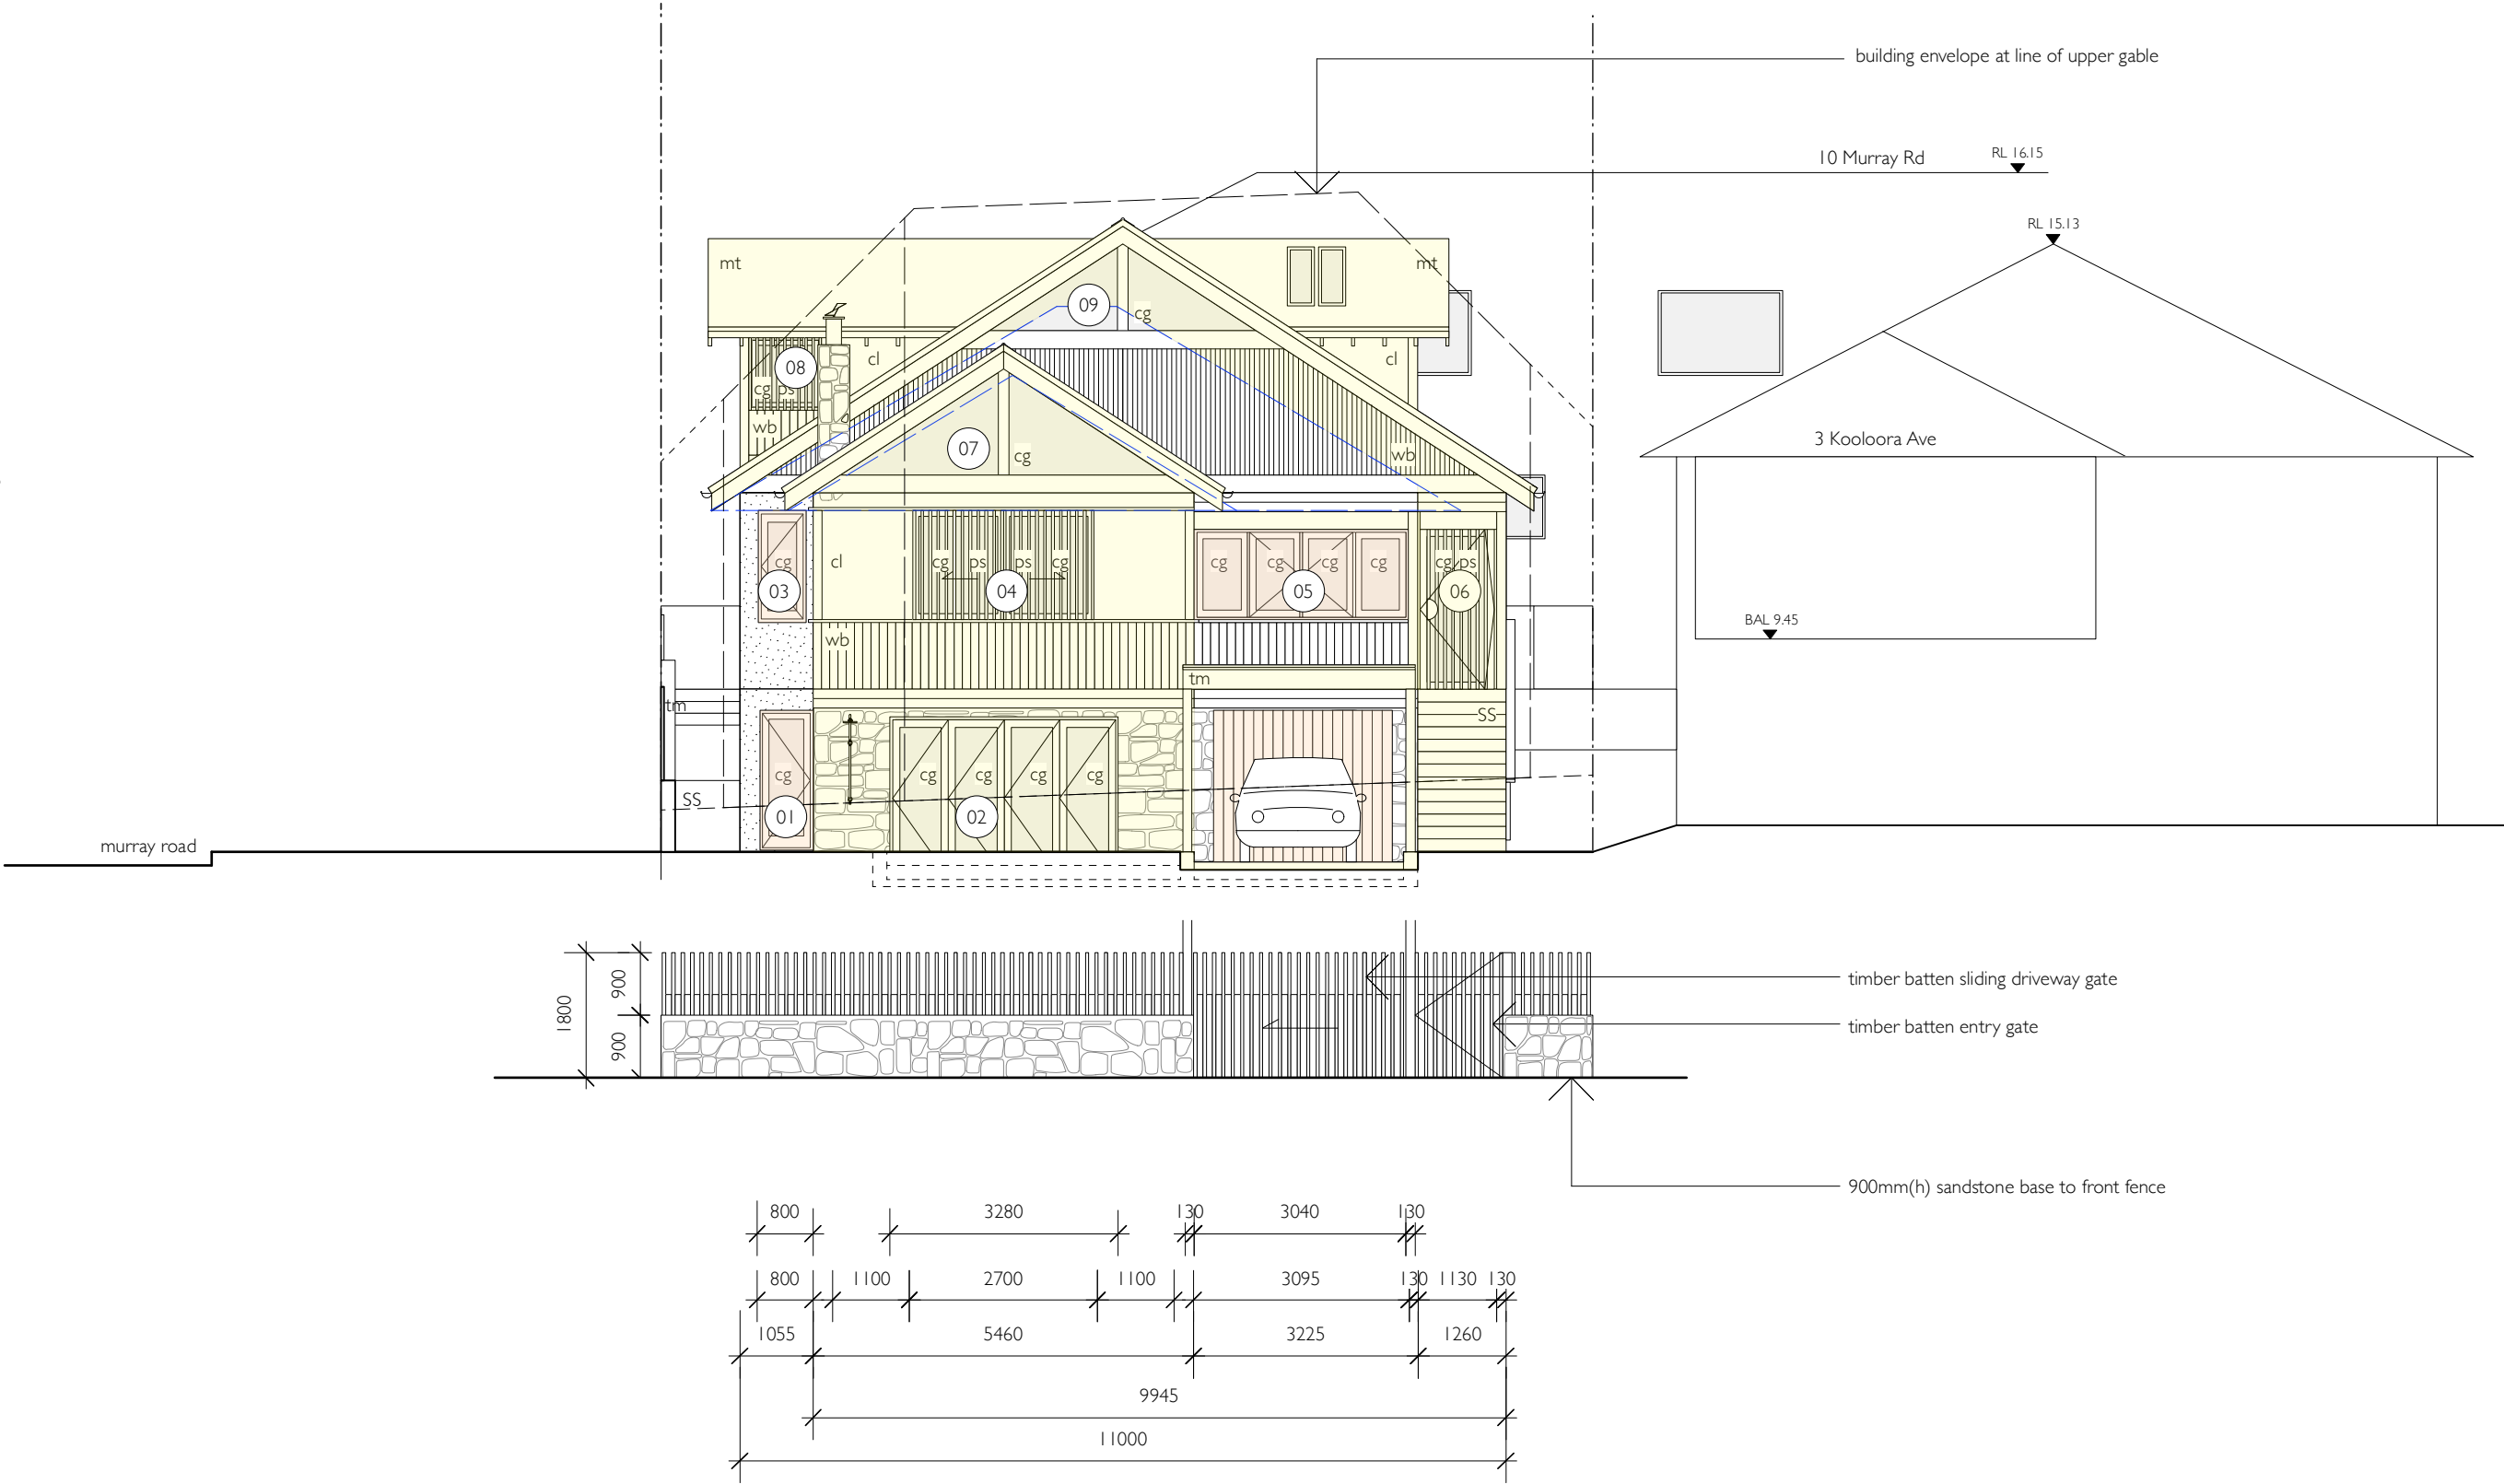 building envelope at line of upper gable
10 Murray Rd
RL 16.15
RL 15.13
mt
mt
09
cg
08
cl
cl
cg
ps
wb
3 Kooloora Ave
07
cg
wb
cg
cl
cg
ps
ps
cg
cg
cg
cg
cg
cg
ps
03
04
05
06
BAL 9.45
wb
tm
tm
SS
cg
cg
cg
cg
cg
SS
01
02
murray road
timber batten sliding driveway gate
900
1800
timber batten entry gate
900
900mm(h) sandstone base to front fence
800 3280 130 3040 130
800 1100 2700 1100 3095 130 1130 130
1055 5460 3225 1260
9945
11000